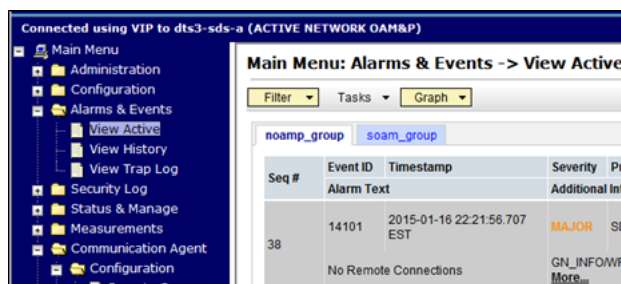 Connected using VIP to dts3-sds-a (ACTIVE NETWORK OAM&P)
Main Menu
Administration
Configuration
Alarms & Events
View Active
View History
View Trap Log
Security Log
Status & Manage
Measurements
Communication Agent
Configuration
Main Menu: Alarms & Events -> View Active
Filter Tasks Graph
noamp_group soam_group
Seq # Event ID Timestamp Severity
Alarm Text Additional
38 14101 2015-01-16 22:21:56.707 MAJOR
EST
No Remote Connections GN_INFO/
More...